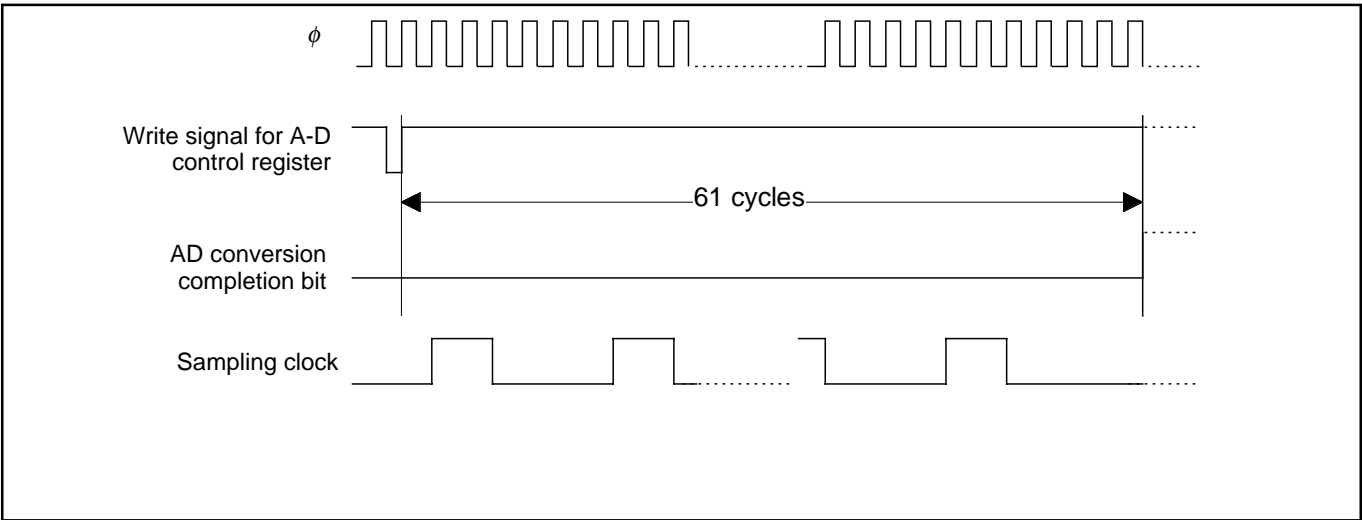 ϕ
Write signal for A-D
control register
61 cycles
AD conversion
completion bit
Sampling clock